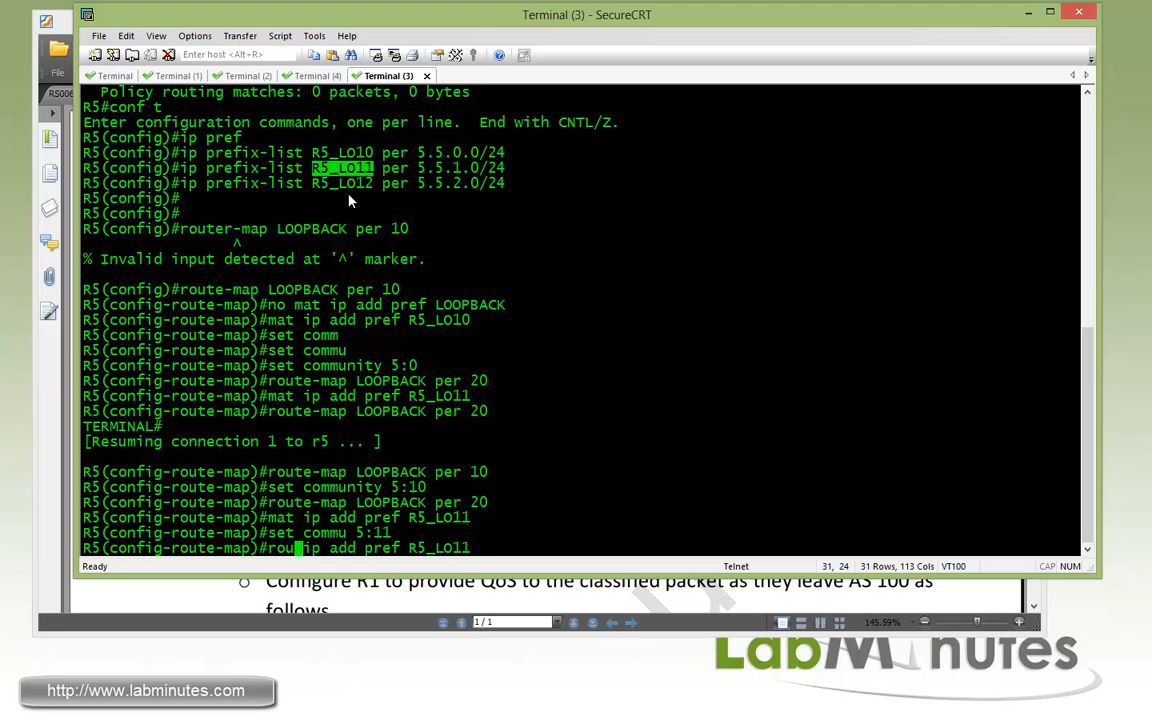 Terminal (3) - SecureCRT
File Edit View Options Transfer Script Tools Help
Enter host <Alt+R>
File
Terminal Terminal (1) Terminal (2) Terminal (4) Terminal (3)
RS006
Policy routing matches: 0 packets, 0 bytes
R5#conf t
Enter configuration commands, one per line.  End with CNTL/Z.
R5(config)#ip pref
R5(config)#ip prefix-list R5_LO10 per 5.5.0.0/24
R5(config)#ip prefix-list R5_LO11 per 5.5.1.0/24
R5(config)#ip prefix-list R5_LO12 per 5.5.2.0/24
R5(config)#
R5(config)#
R5(config)#router-map LOOPBACK per 10
^
% Invalid input detected at '^' marker.
R5(config)#route-map LOOPBACK per 10
R5(config-route-map)#no mat ip add pref LOOPBACK
R5(config-route-map)#mat ip add pref R5_LO10
R5(config-route-map)#set comm
R5(config-route-map)#set commu
R5(config-route-map)#set community 5:0
R5(config-route-map)#route-map LOOPBACK per 20
R5(config-route-map)#mat ip add pref R5_LO11
R5(config-route-map)#route-map LOOPBACK per 20
TERMINAL#
[Resuming connection 1 to r5 ... ]
R5(config-route-map)#route-map LOOPBACK per 10
R5(config-route-map)#set community 5:10
R5(config-route-map)#route-map LOOPBACK per 20
R5(config-route-map)#mat ip add pref R5_LO11
R5(config-route-map)#set commu 5:11
R5(config-route-map)#rou ip add pref R5_LO11
Ready Telnet 31, 24 31 Rows, 113 Cols VT100 CAP NUM
o Configure R1 to provide QoS to the classified packet as they leave AS 100 as
follows
1 / 1 145.59%
LabMinutes
http://www.labminutes.com